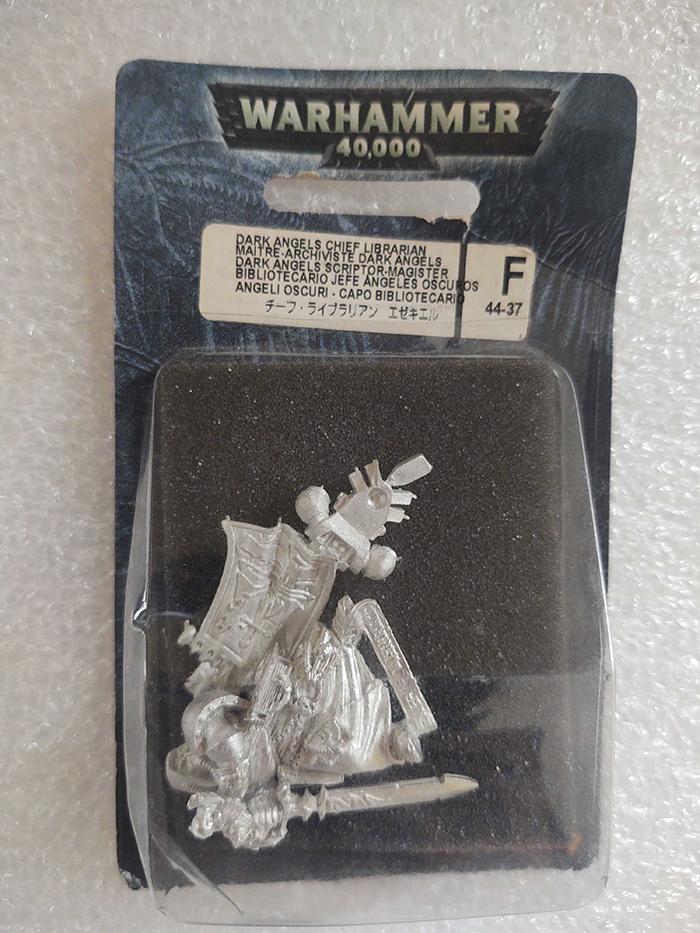 WARHAMMER
40,000
DARK ANGELS CHIEF LIBRARIAN
MAITRE-ARCHIVISTE DARK ANGELS
DARK ANGELS SCRIPTOR-MAGISTER
BIBLIOTECARIO JEFE ANGELES OSCUROS
ANGELI OSCURI - CAPO BIBLIOTECARIO
チーフ・ライブラリアン エゼキエル
F
44-37